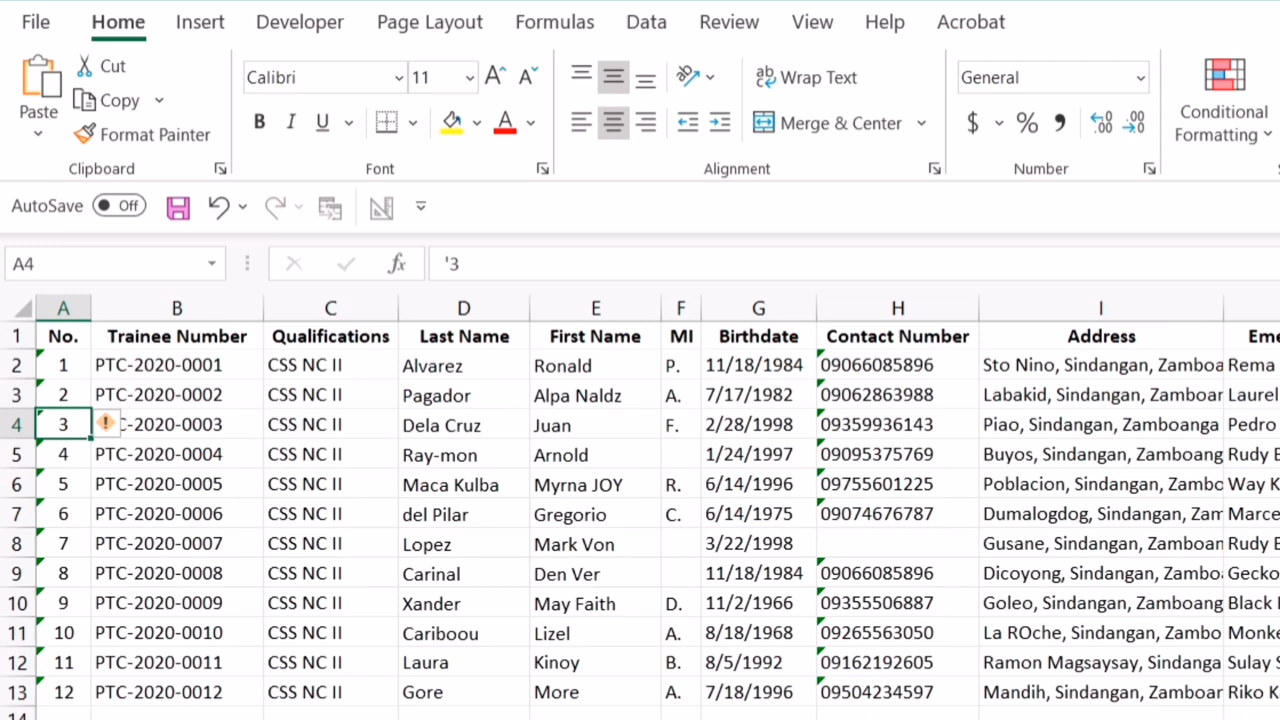 File Home Insert Developer Page Layout Formulas Data Review View Help Acrobat
Cut
Calibri 11 A A
ab Wrap Text
General
Copy
Paste
Conditional
Format Painter
B I U A
Merge & Center
$ % 9 .00 .00
Formatting
Clipboard Font Alignment Number
AutoSave Off
A4 fx '3
A B C D E F G H I
1 No. Trainee Number Qualifications Last Name First Name MI Birthdate Contact Number Address Eme
2 1 PTC-2020-0001 CSS NC II Alvarez Ronald P. 11/18/1984 09066085896 Sto Nino, Sindangan, Zamboa Rema
3 2 PTC-2020-0002 CSS NC II Pagador Alpa Naldz A. 7/17/1982 09062863988 Labakid, Sindangan, Zamboar Laurel
4 3 C-2020-0003 CSS NC II Dela Cruz Juan F. 2/28/1998 09359936143 Piao, Sindangan, Zamboanga Pedro
5 4 PTC-2020-0004 CSS NC II Ray-mon Arnold 1/24/1997 09095375769 Buyos, Sindangan, Zamboang Rudy E
6 5 PTC-2020-0005 CSS NC II Maca Kulba Myrna JOY R. 6/14/1996 09755601225 Poblacion, Sindangan, Zambo Way K
7 6 PTC-2020-0006 CSS NC II del Pilar Gregorio C. 6/14/1975 09074676787 Dumalogdog, Sindangan, Zam Marce
8 7 PTC-2020-0007 CSS NC II Lopez Mark Von 3/22/1998 Gusane, Sindangan, Zamboan Rudy E
9 8 PTC-2020-0008 CSS NC II Carinal Den Ver 11/18/1984 09066085896 Dicoyong, Sindangan, Zambo Gecko
10 9 PTC-2020-0009 CSS NC II Xander May Faith D. 11/2/1966 09355506887 Goleo, Sindangan, Zamboang Black
11 10 PTC-2020-0010 CSS NC II Cariboou Lizel A. 8/18/1968 09265563050 La ROche, Sindangan, Zambo Monke
12 11 PTC-2020-0011 CSS NC II Laura Kinoy B. 8/5/1992 09162192605 Ramon Magsaysay, Sindanga Sulay S
13 12 PTC-2020-0012 CSS NC II Gore More A. 7/18/1996 09504234597 Mandih, Sindangan, Zamboar Riko K